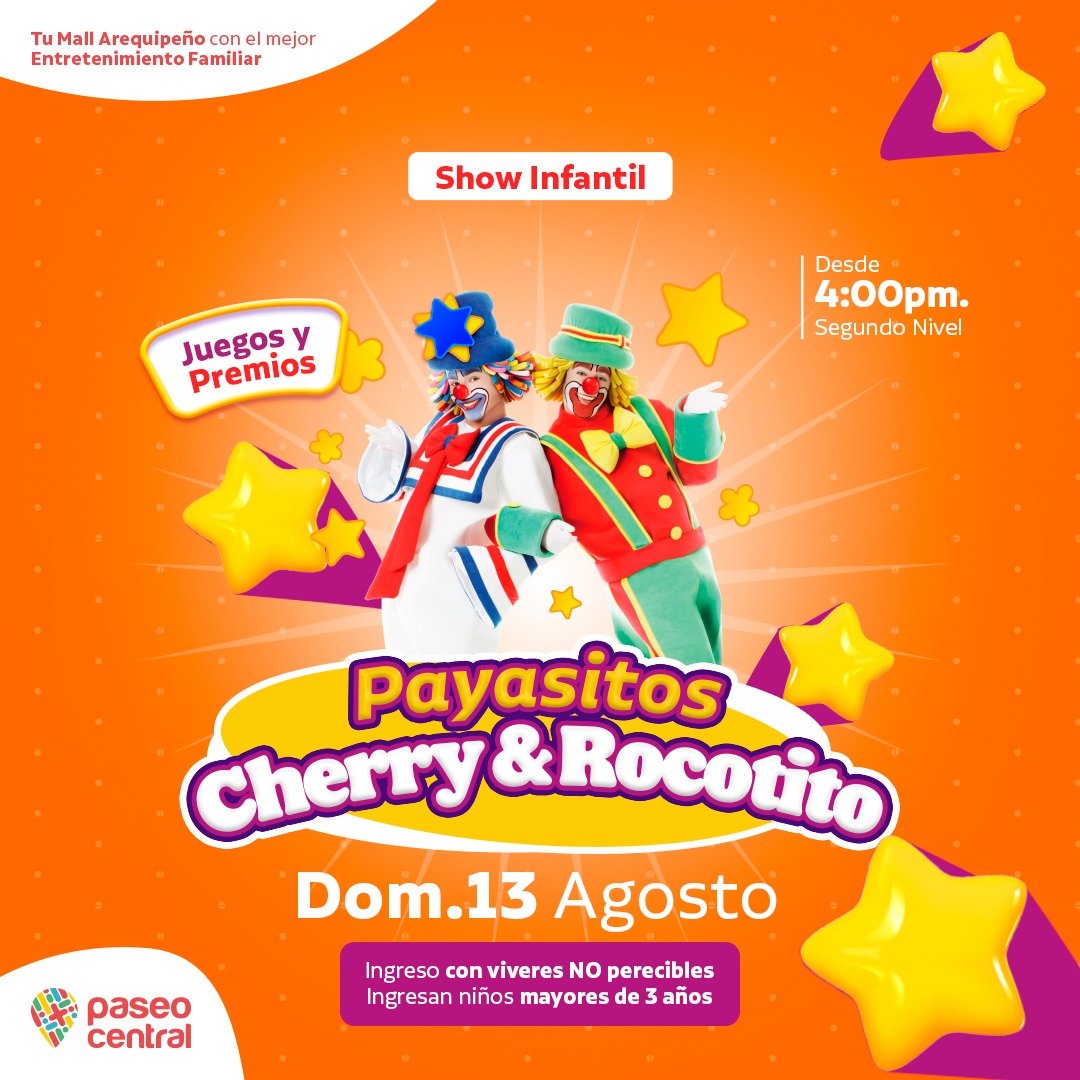 Tu Mall Arequipeño con el mejor
Entretenimiento Familiar
Show Infantil
Desde
4:00pm.
Segundo Nivel
Juegos y
Premios
Payasitos
Cherry & Rocotito
Dom.13 Agosto
Ingreso con viveres NO perecibles
Ingresan niños mayores de 3 años
paseo
central